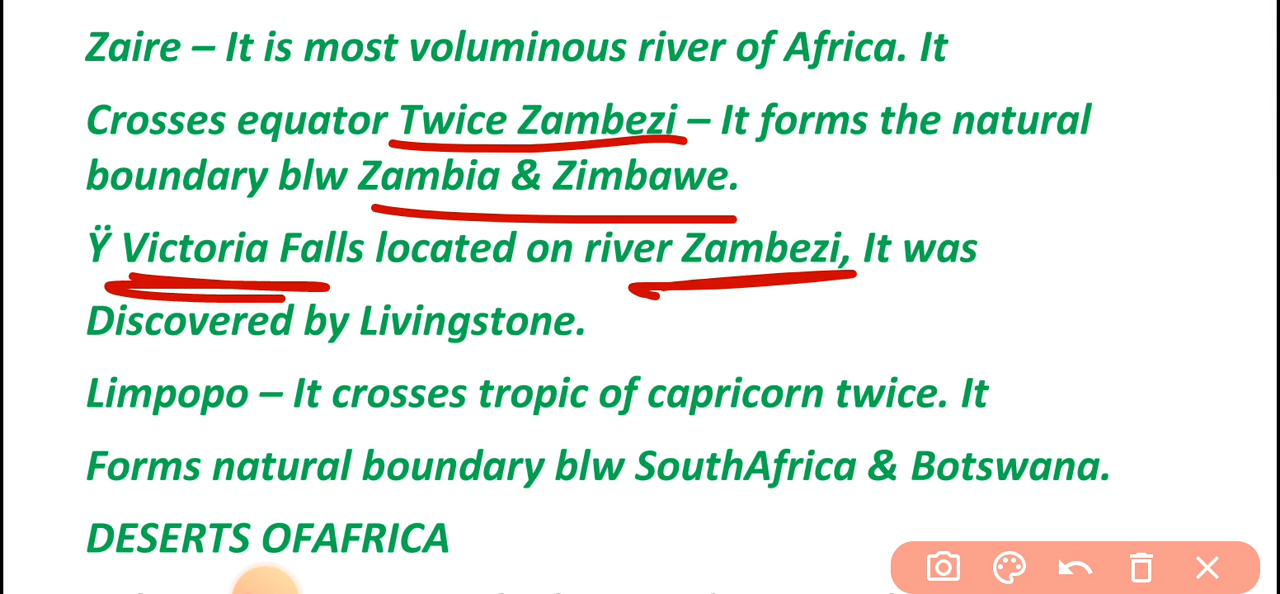 Zaire – It is most voluminous river of Africa. It
Crosses equator Twice Zambezi – It forms the natural
boundary blw Zambia & Zimbawe.
Ÿ Victoria Falls located on river Zambezi, It was
Discovered by Livingstone.
Limpopo – It crosses tropic of capricorn twice. It
Forms natural boundary blw SouthAfrica & Botswana.
DESERTS OFAFRICA